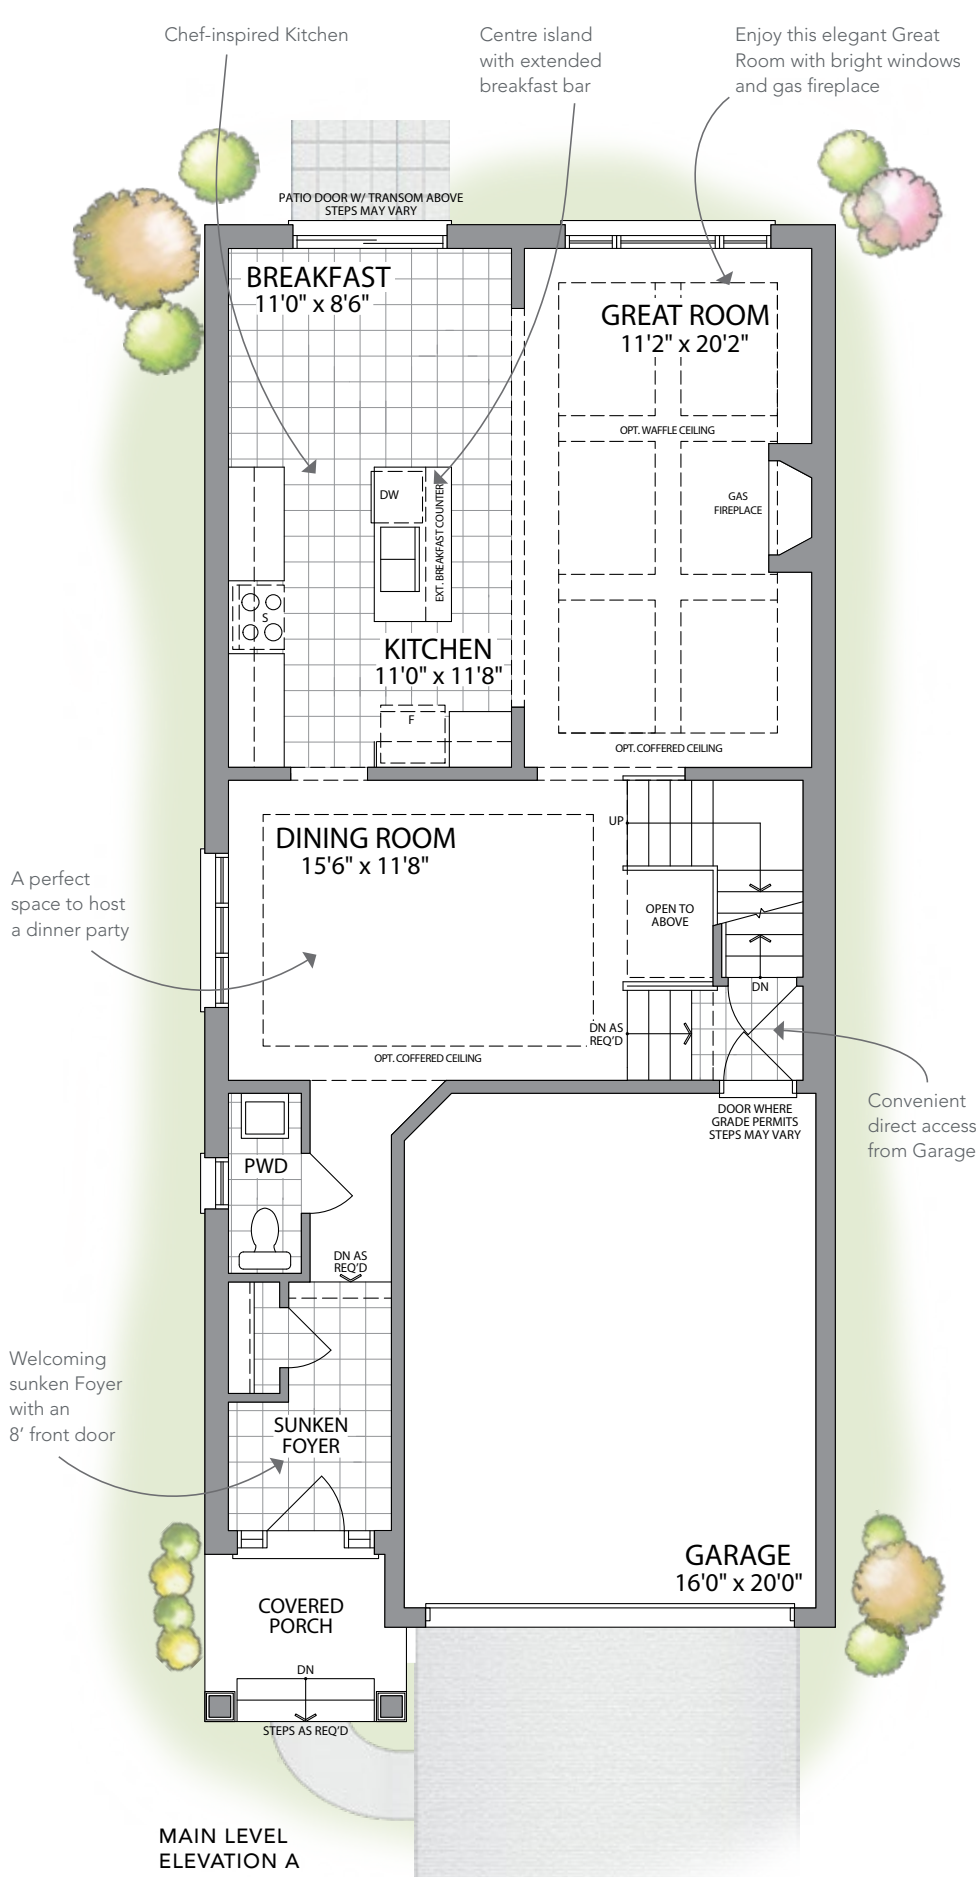 Chef-inspired Kitchen
Centre island
with extended
breakfast bar
Enjoy this elegant Great
Room with bright windows
and gas fireplace
PATIO DOOR W/ TRANSOM ABOVE
STEPS MAY VARY
BREAKFAST
11'0" x 8'6"
GREAT ROOM
11'2" x 20'2"
OPT. WAFFLE CEILING
DW
EXT. BREAKFAST COUNTER
GAS
FIREPLACE
S
KITCHEN
11'0" x 11'8"
F
OPT. COFFERED CEILING
DINING ROOM
15'6" x 11'8"
UP
A perfect
space to host
a dinner party
OPEN TO
ABOVE
DN
DN AS
REQ'D
OPT. COFFERED CEILING
Convenient
direct access
from Garage
DOOR WHERE
GRADE PERMITS
STEPS MAY VARY
PWD
DN AS
REQ'D
Welcoming
sunken Foyer
with an
8' front door
SUNKEN
FOYER
GARAGE
16'0" x 20'0"
COVERED
PORCH
DN
STEPS AS REQ'D
MAIN LEVEL
ELEVATION A